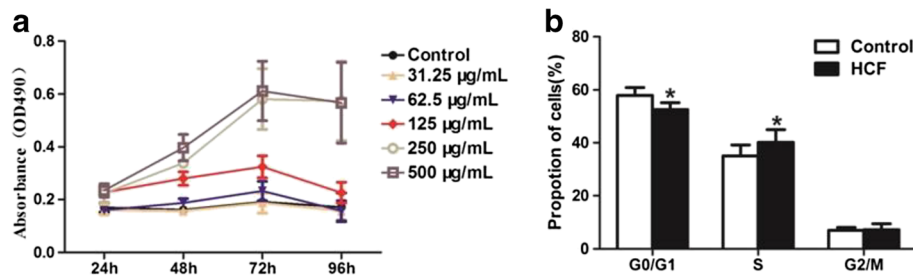 a
Absorbance (OD490)
0.8
0.6
0.4
0.2
0.0
24h 48h 72h 96h
Control
31.25 μg/mL
62.5 μg/mL
125 μg/mL
250 μg/mL
500 μg/mL
b
Propotion of cells(%)
80
60
40
20
0
* *
G0/G1 S G2/M
Control
HCF